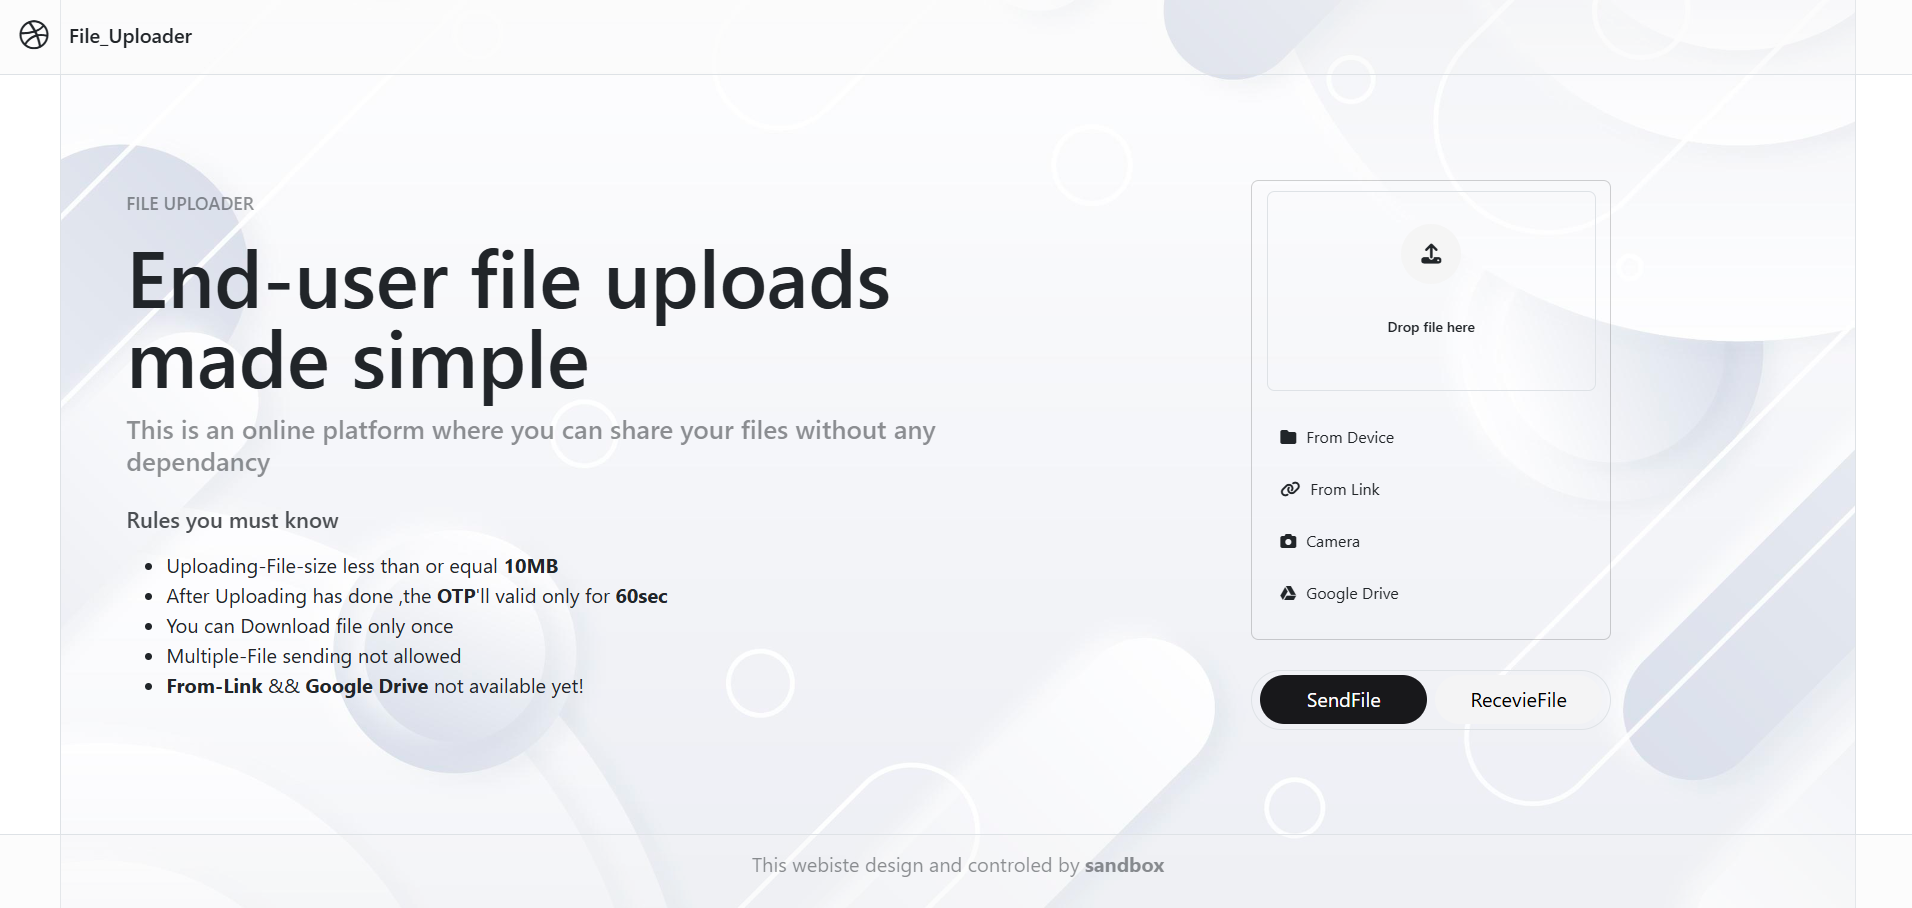 File_Uploader
FILE UPLOADER
End-user file uploads
made simple
This is an online platform where you can share your files without any
dependancy
Rules you must know
Uploading-File-size less than or equal 10MB
After Uploading has done ,the OTP'll valid only for 60sec
You can Download file only once
Multiple-File sending not allowed
From-Link && Google Drive not available yet!
Drop file here
From Device
From Link
Camera
Google Drive
SendFile
RecevieFile
This webiste design and controled by sandbox